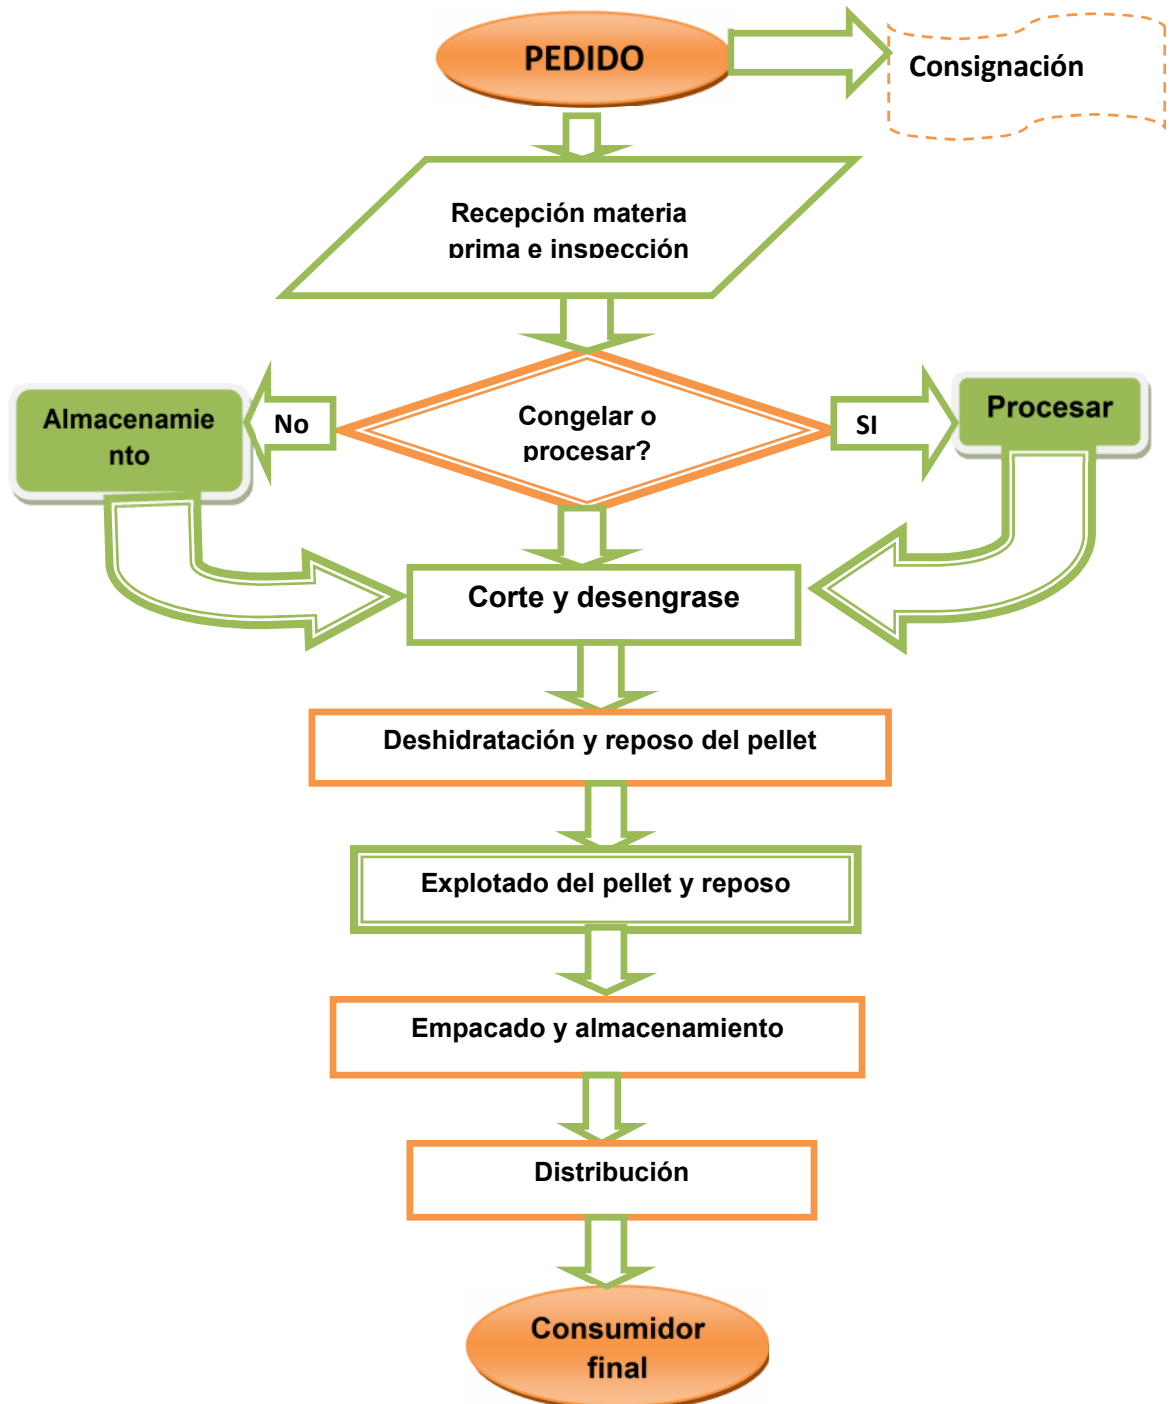 PEDIDO
Consignación
Recepción materia
prima e inspección
Congelar o
procesar?
No
SI
Almacenamie
nto
Procesar
Corte y desengrase
Deshidratación y reposo del pellet
Explotado del pellet y reposo
Empacado y almacenamiento
Distribución
Consumidor
final